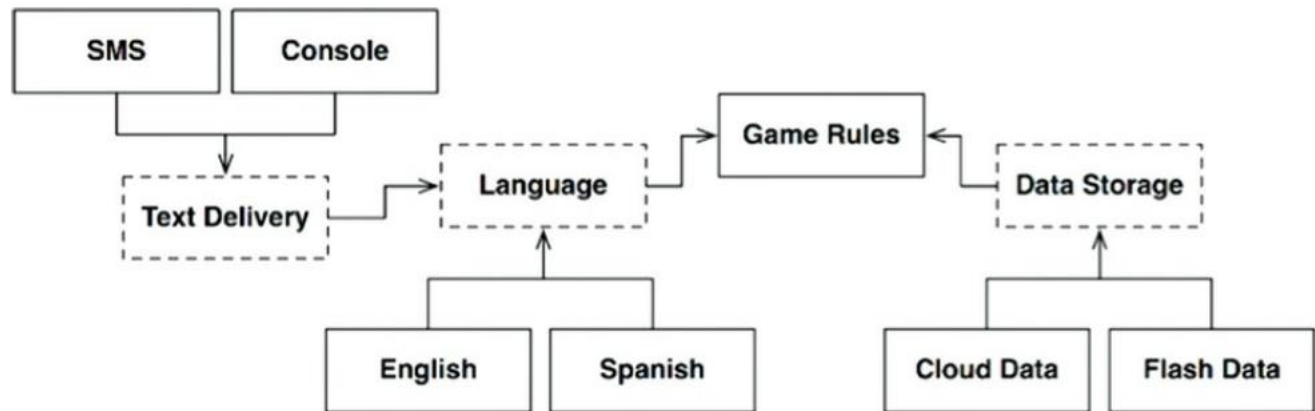 SMS
Console
Game Rules
Language
Data Storage
Text Delivery
English
Spanish
Cloud Data
Flash Data